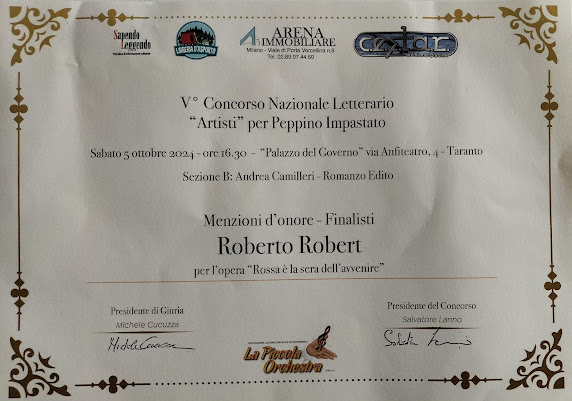 Sapendo
Leggendo
LIBRERIA D'ASPORTO
ARENA
IMMOBILIARE
Milano - Viale di Porta Vercellina n.8
Tel. 02.89.07.44.60
V° Concorso Nazionale Letterario
“Artisti” per Peppino Impastato
Sabato 5 ottobre 2024 - ore 16.30 - “Palazzo del Governo” via Anfiteatro, 4 - Taranto
Sezione B: Andrea Camilleri - Romanzo Edito
Menzioni d'onore - Finalisti
Roberto Robert
per l'opera “Rossa è la sera dell'avvenire”
Presidente di Giuria
Michele Cucuzza
Presidente del Concorso
Salvatore Lanno
La Piccola
Orchestra